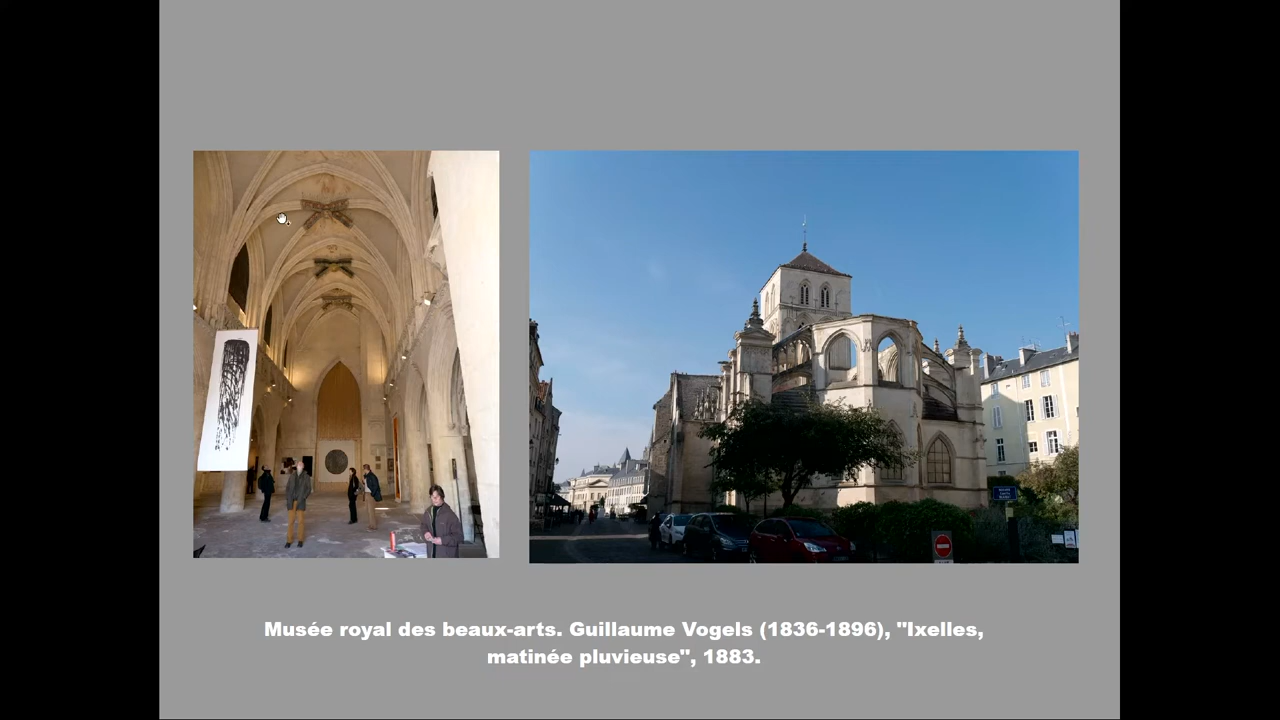 Musée royal des beaux-arts. Guillaume Vogels (1836-1896), "Ixelles,
matinée pluvieuse", 1883.